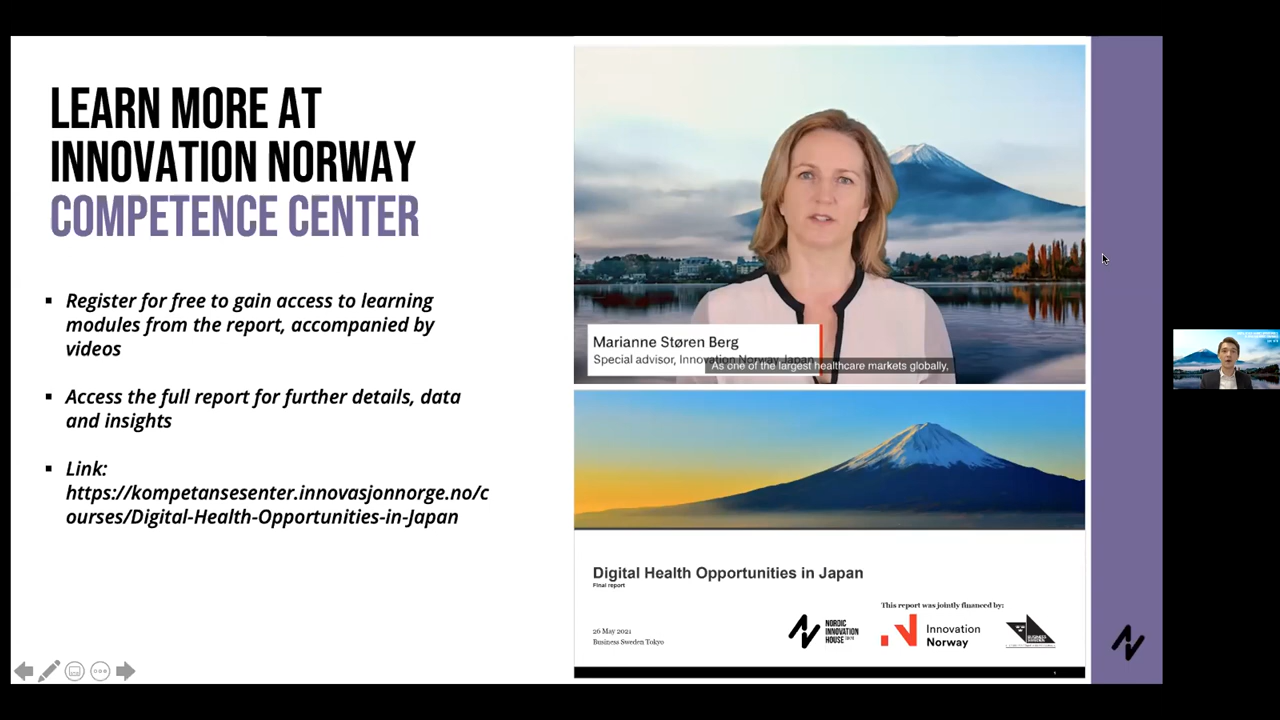 LEARN MORE AT
INNOVATION NORWAY
COMPETENCE CENTER
▪ Register for free to gain access to learning
modules from the report, accompanied by
videos
▪ Access the full report for further details, data
and insights
▪ Link:
https://kompetansesenter.innovasjonnorge.no/c
ourses/Digital-Health-Opportunities-in-Japan
Marianne Støren Berg
Special advisor, Innovation Norway Japan
As one of the largest healthcare markets globally,
Digital Health Opportunities in Japan
Final report
This report was jointly financed by:
26 May 2021
Business Sweden Tokyo
NORDIC
INNOVATION
HOUSE
Innovation
Norway
BUSINESS
SWEDEN